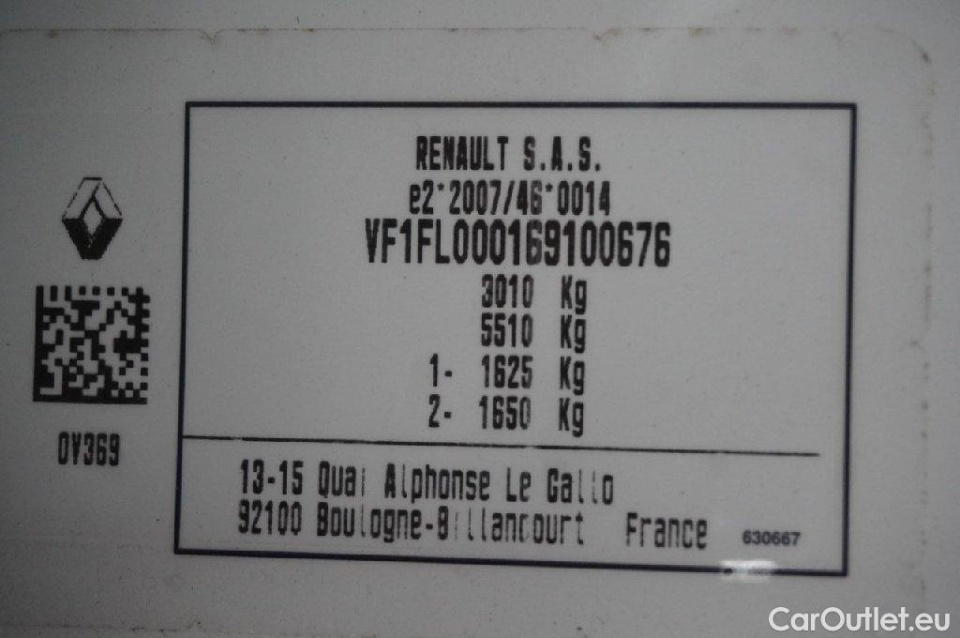 RENAULT S.A.S.
e2*2007/46*0014
VF1FL000169100676
3010 Kg
5510 Kg
1- 1625 Kg
2- 1650 Kg
0V369
13-15 Quai Alphonse Le Gallo
92100 Boulogne-Billancourt France
630667
CarOutlet.eu